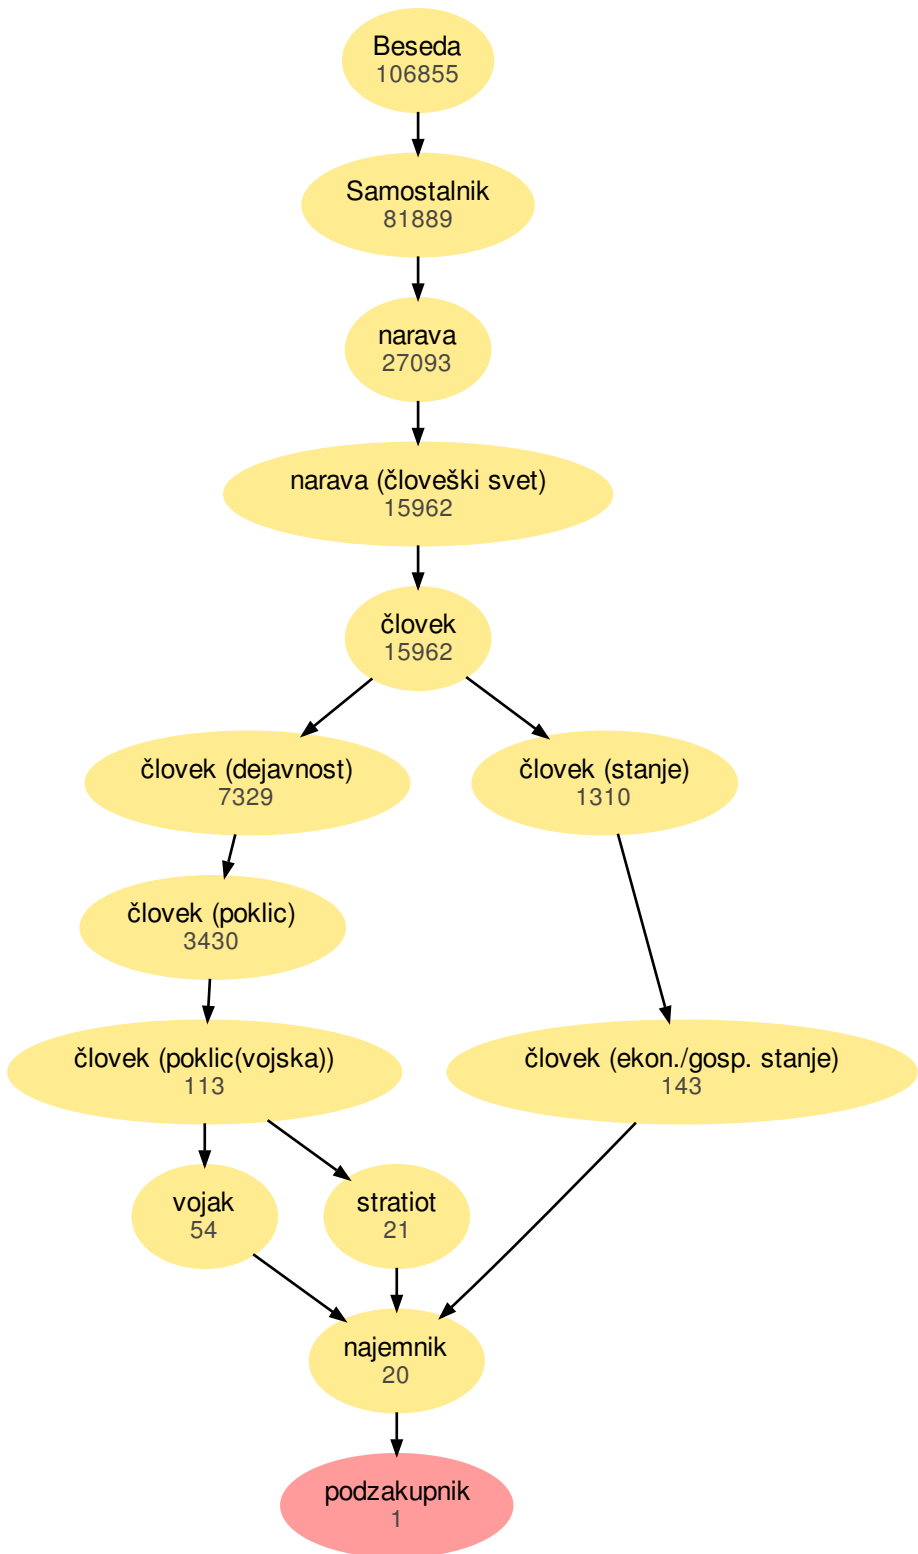 Beseda
106855
Samostalnik
81889
narava
27093
narava (človeški svet)
15962
človek
15962
človek (dejavnost)
7329
človek (stanje)
1310
človek (poklic)
3430
človek (poklic(vojska))
113
človek (ekon./gosp. stanje)
143
vojak
54
stratiot
21
najemnik
20
podzakupnik
1